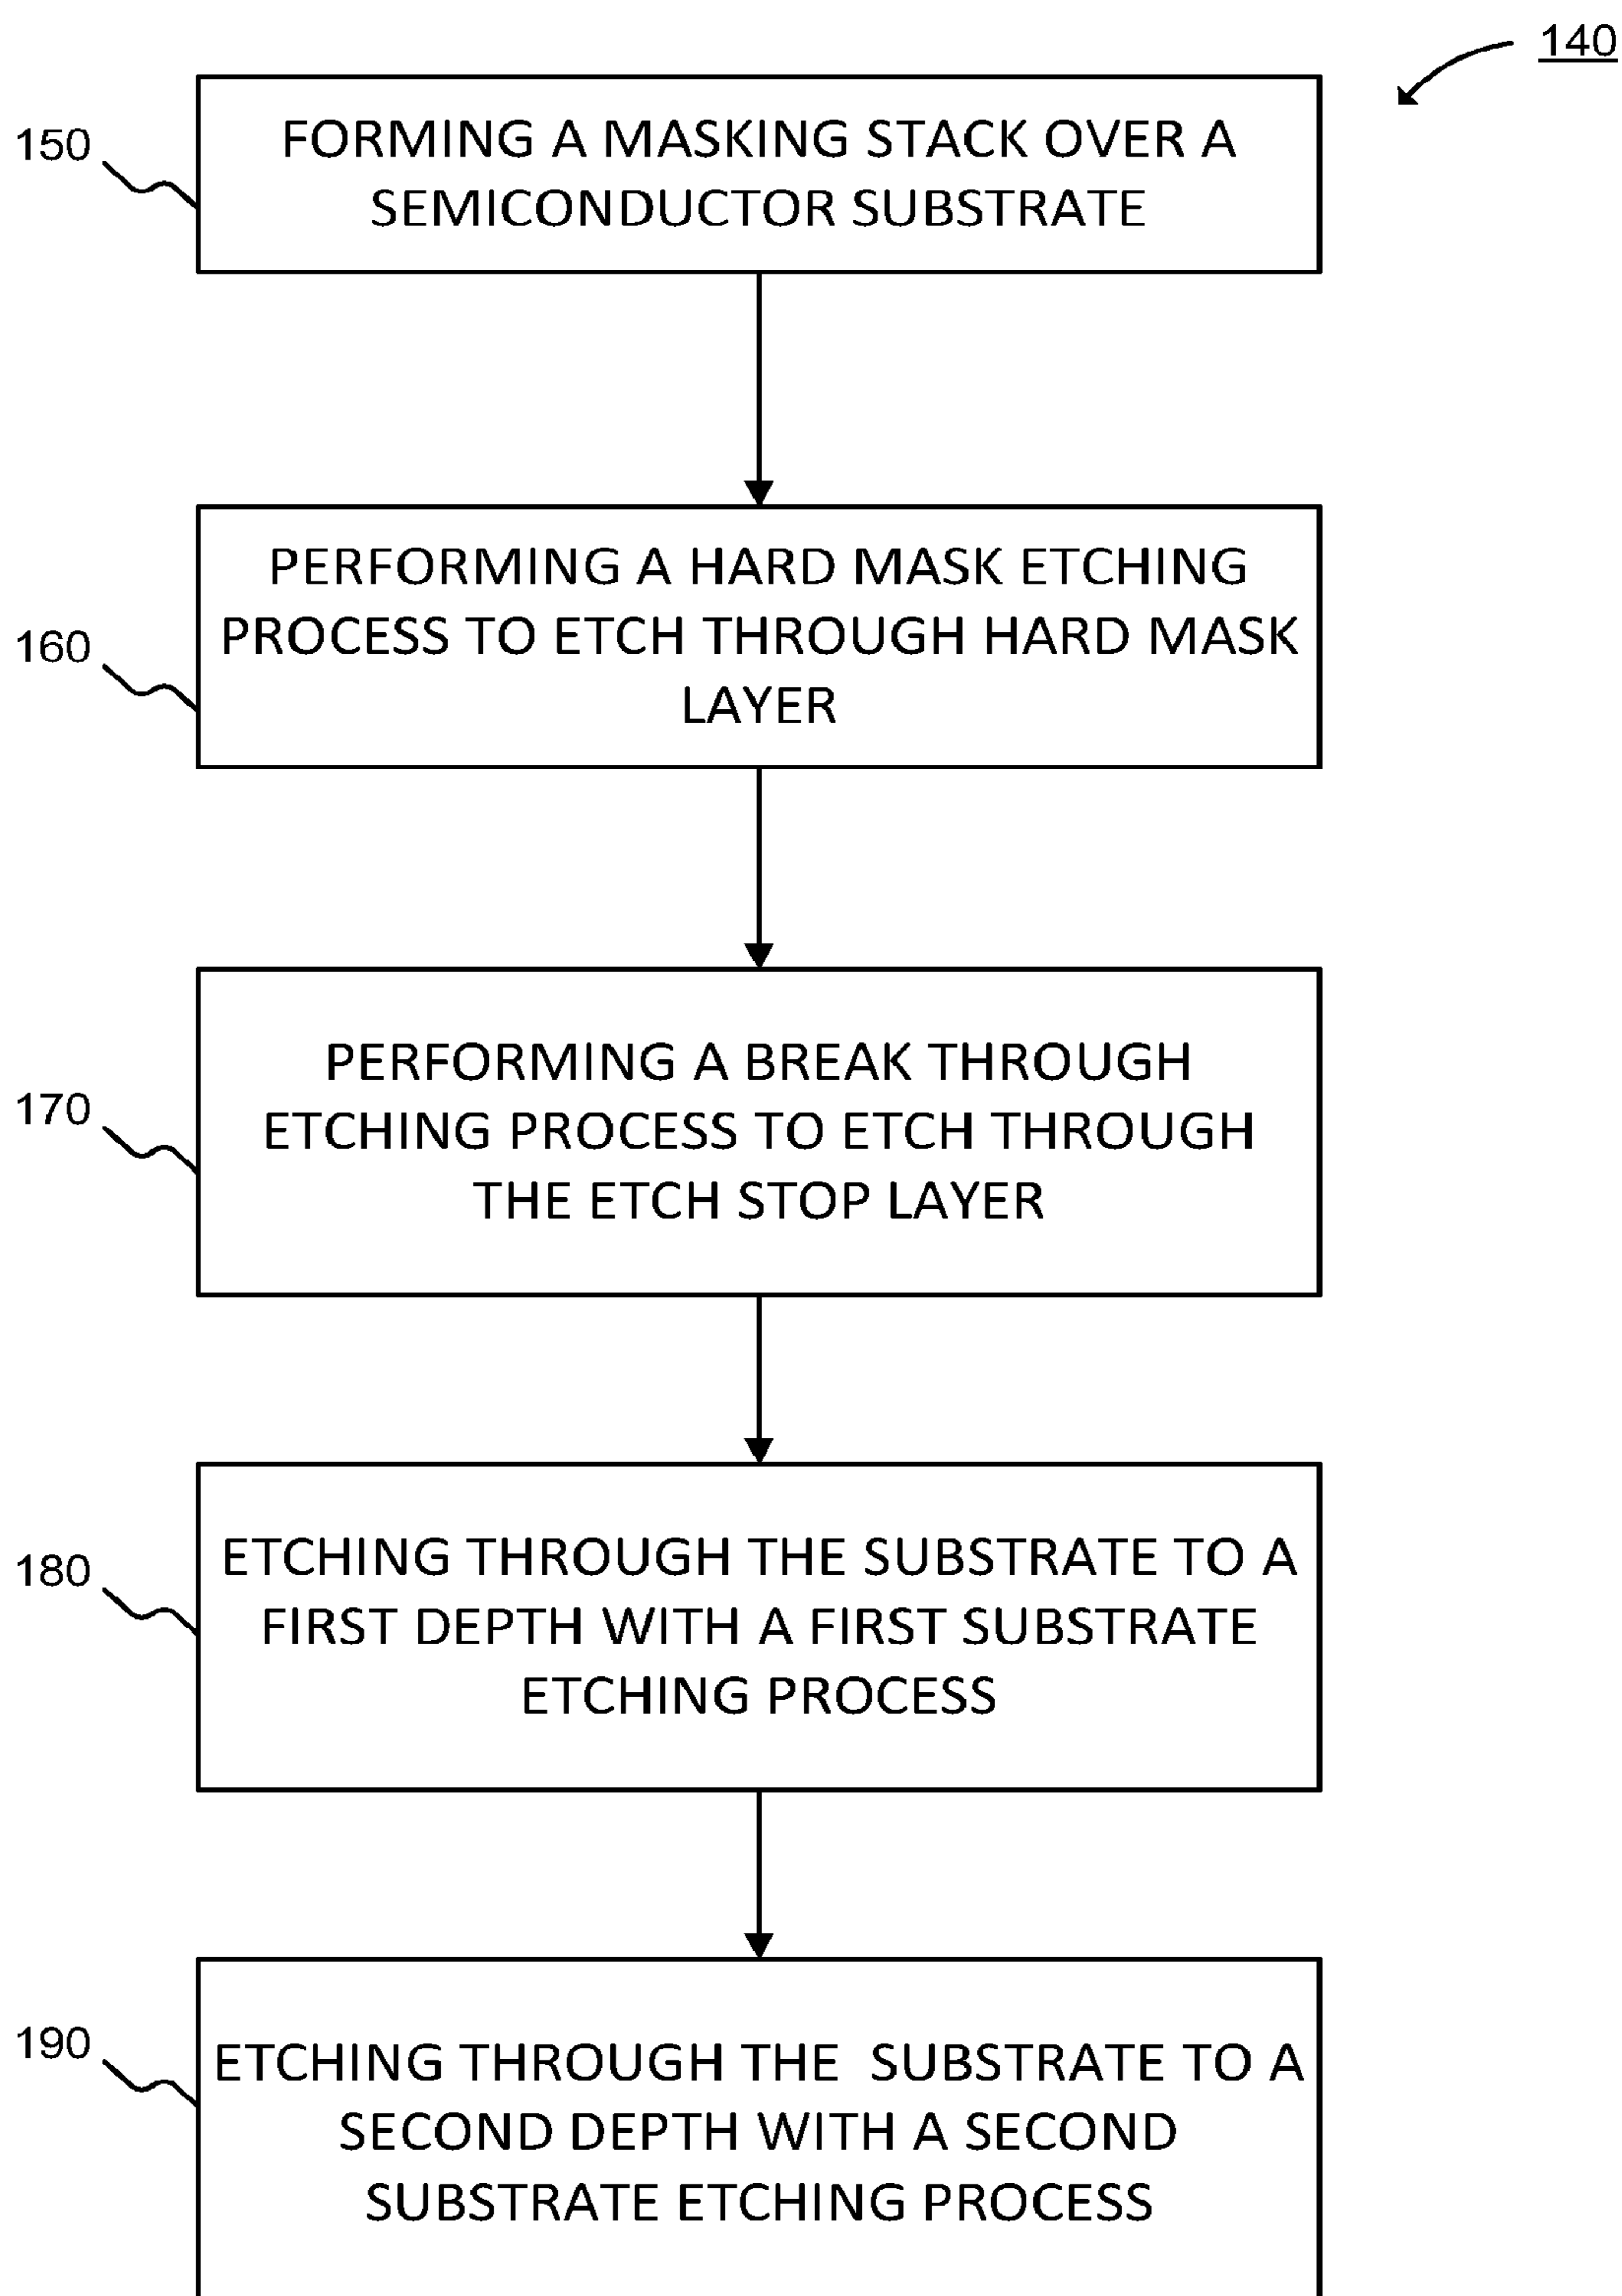 140
150
FORMING A MASKING STACK OVER A
SEMICONDUCTOR SUBSTRATE
160
PERFORMING A HARD MASK ETCHING
PROCESS TO ETCH THROUGH HARD MASK
LAYER
170
PERFORMING A BREAK THROUGH
ETCHING PROCESS TO ETCH THROUGH
THE ETCH STOP LAYER
180
ETCHING THROUGH THE SUBSTRATE TO A
FIRST DEPTH WITH A FIRST SUBSTRATE
ETCHING PROCESS
190
ETCHING THROUGH THE SUBSTRATE TO A
SECOND DEPTH WITH A SECOND
SUBSTRATE ETCHING PROCESS